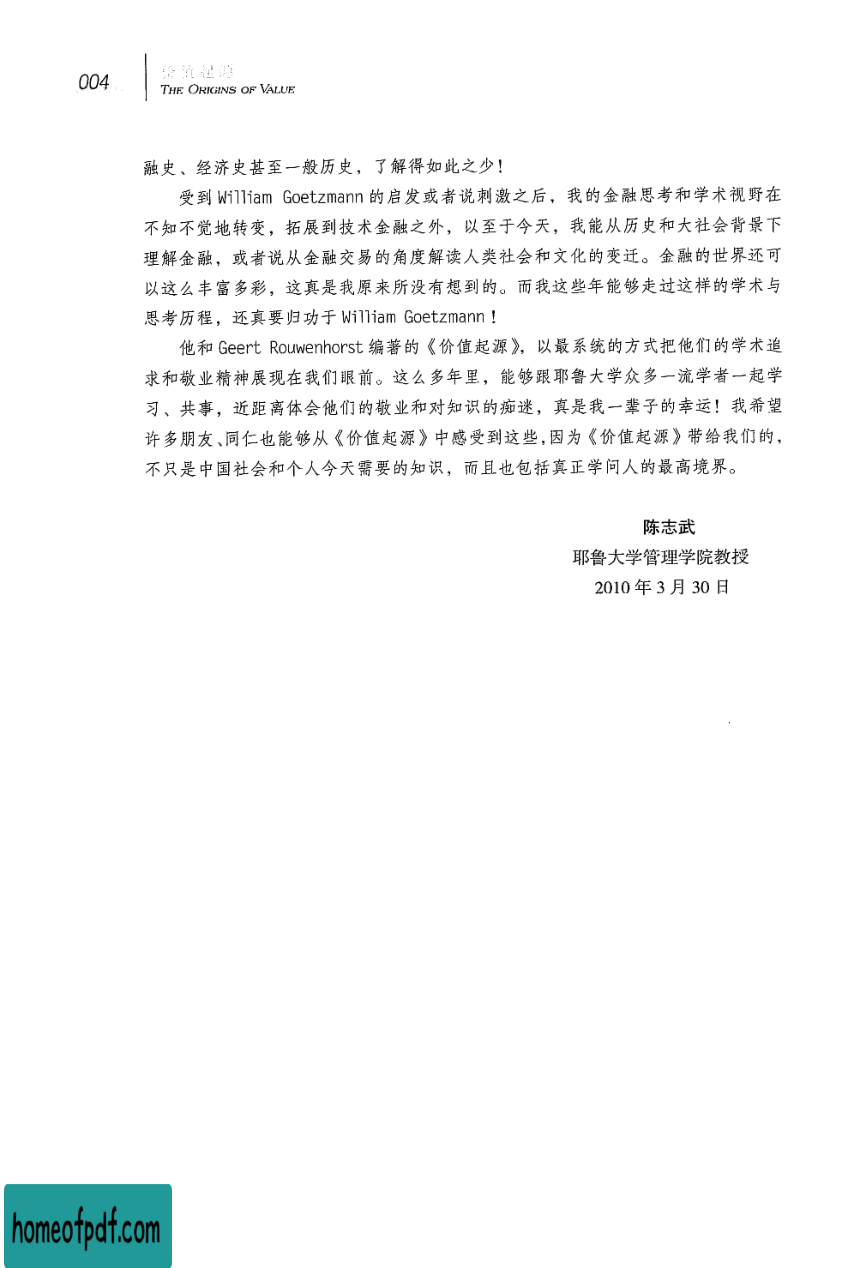 004
价值起源
THE ORIGINS OF VALUE
融史、经济史甚至一般历史，了解得如此之少！
受到 William Goetzmann 的启发或者说刺激之后，我的金融思考和学术视野在
不知不觉地转变，拓展到技术金融之外，以至于今天，我能从历史和大社会背景下
理解金融，或者说从金融交易的角度解读人类社会和文化的变迁。金融的世界还可
以这么丰富多彩，这真是我原来所没有想到的。而我这些年能够走过这样的学术与
思考历程，还真要归功于 William Goetzmann！
他和 Geert Rouwenhorst 编著的《价值起源》，以最系统的方式把他们的学术追
求和敬业精神展现在我们眼前。这么多年里，能够跟耶鲁大学众多一流学者一起学
习、共事，近距离体会他们的敬业和对知识的痴迷，真是我一辈子的幸运！我希望
许多朋友、同仁也能够从《价值起源》中感受到这些，因为《价值起源》带给我们的，
不只是中国社会和个人今天需要的知识，而且也包括真正学问人的最高境界。
陈志武
耶鲁大学管理学院教授
2010 年 3 月 30 日
homeofpdf.com